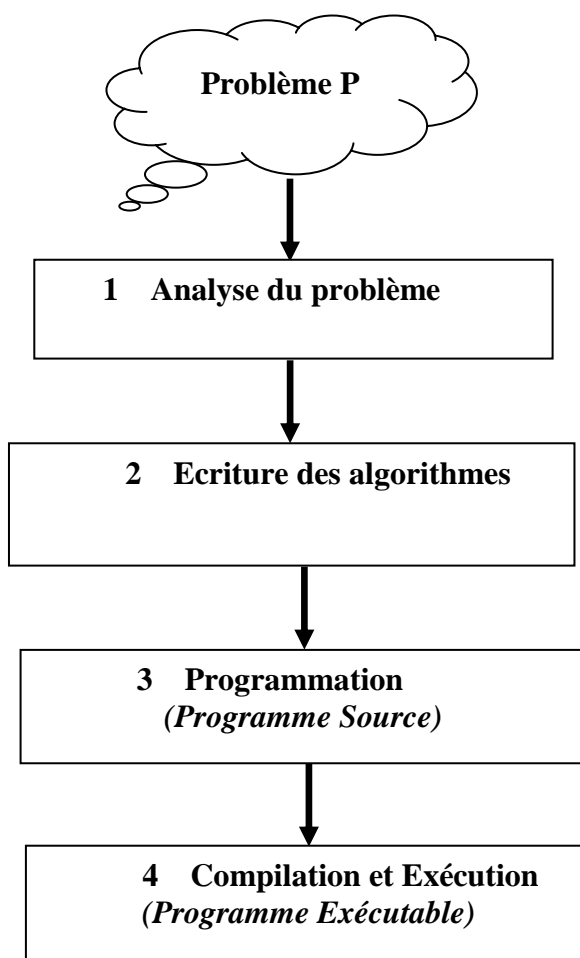 Problème P
1 Analyse du problème
2 Ecriture des algorithmes
3 Programmation
(Programme Source)
4 Compilation et Exécution
(Programme Exécutable)